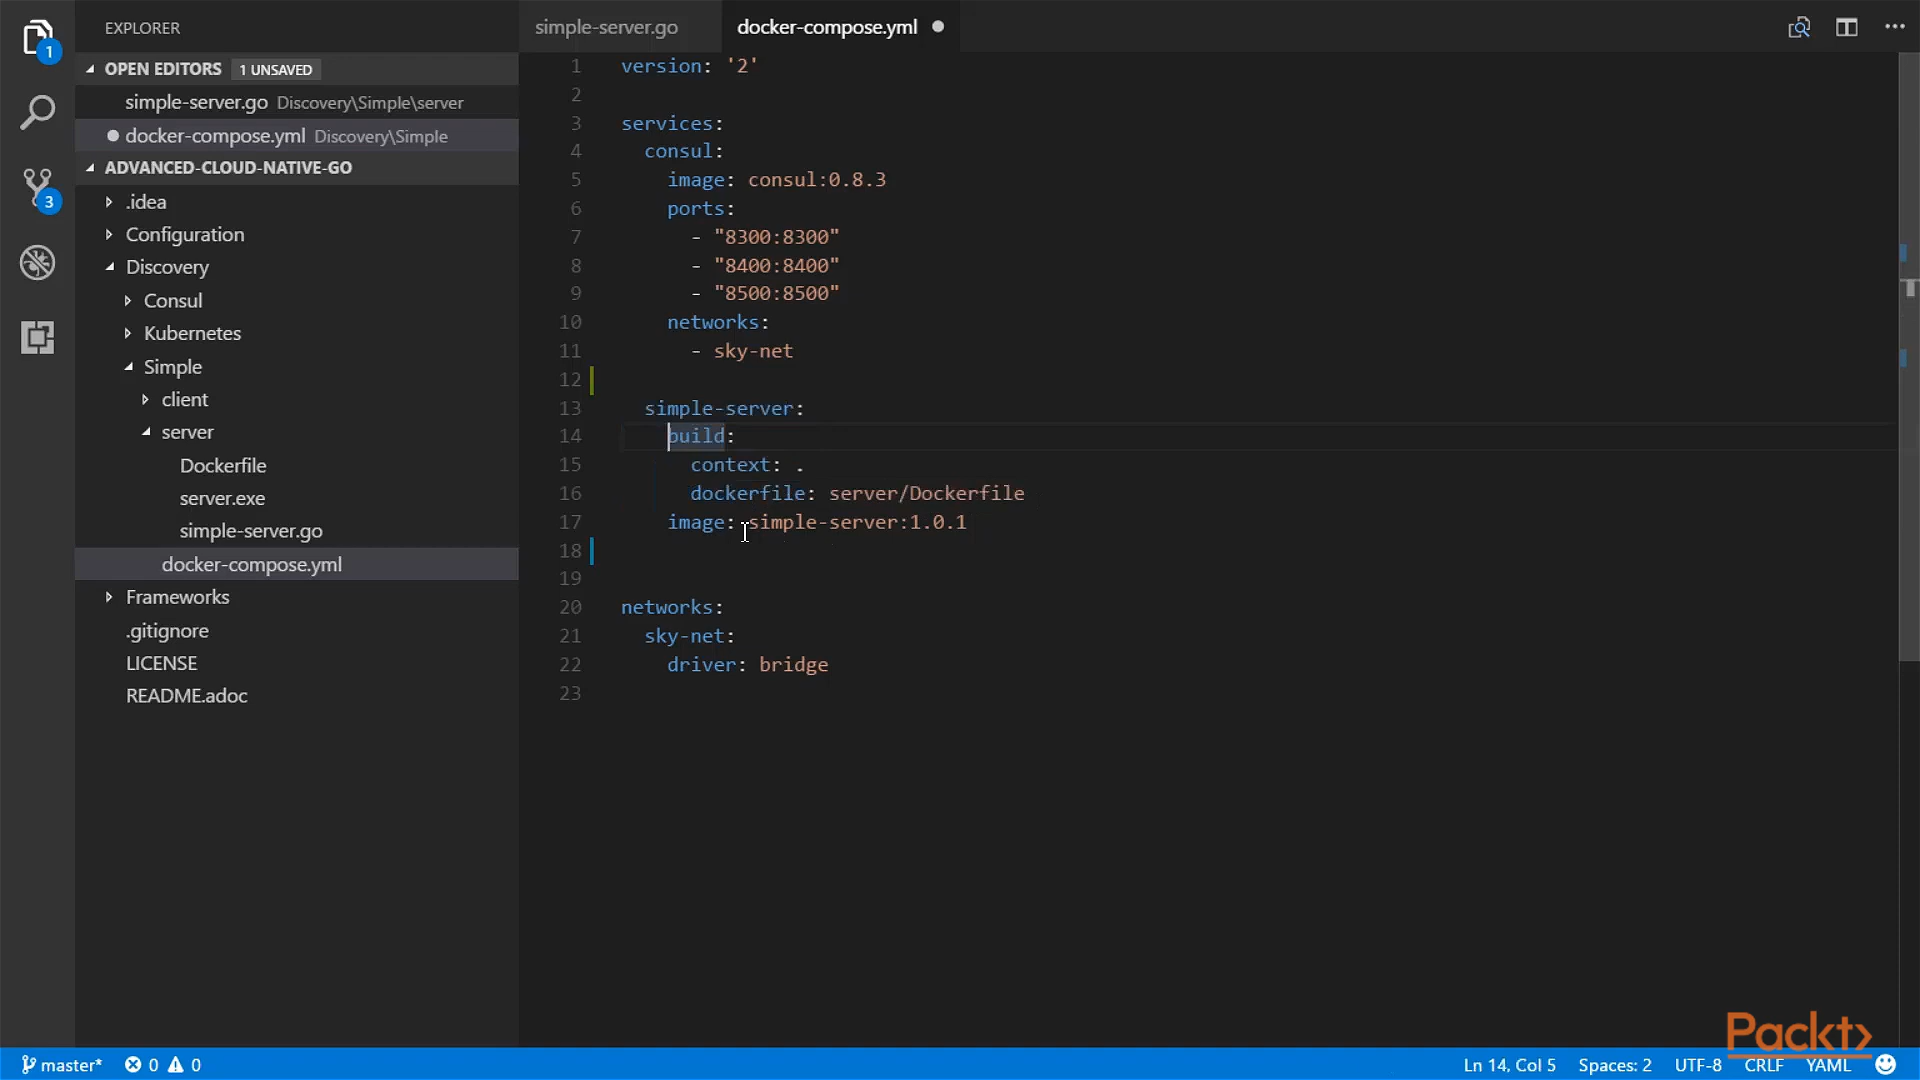 EXPLORER
simple-server.go
docker-compose.yml
OPEN EDITORS 1 UNSAVED
simple-server.go Discovery\Simple\server
docker-compose.yml Discovery\Simple
ADVANCED-CLOUD-NATIVE-GO
.idea
Configuration
Discovery
Consul
Kubernetes
Simple
client
server
Dockerfile
server.exe
simple-server.go
docker-compose.yml
Frameworks
.gitignore
LICENSE
README.adoc
1
3
1 version: '2'
2
3 services:
4 consul:
5 image: consul:0.8.3
6 ports:
7 - "8300:8300"
8 - "8400:8400"
9 - "8500:8500"
10 networks:
11 - sky-net
12
13 simple-server:
14 build:
15 context: .
16 dockerfile: server/Dockerfile
17 image: simple-server:1.0.1
18
19
20 networks:
21 sky-net:
22 driver: bridge
23
Packt>
master* 0 0 Ln 14, Col 5 Spaces: 2 UTF-8 CRLF YAML